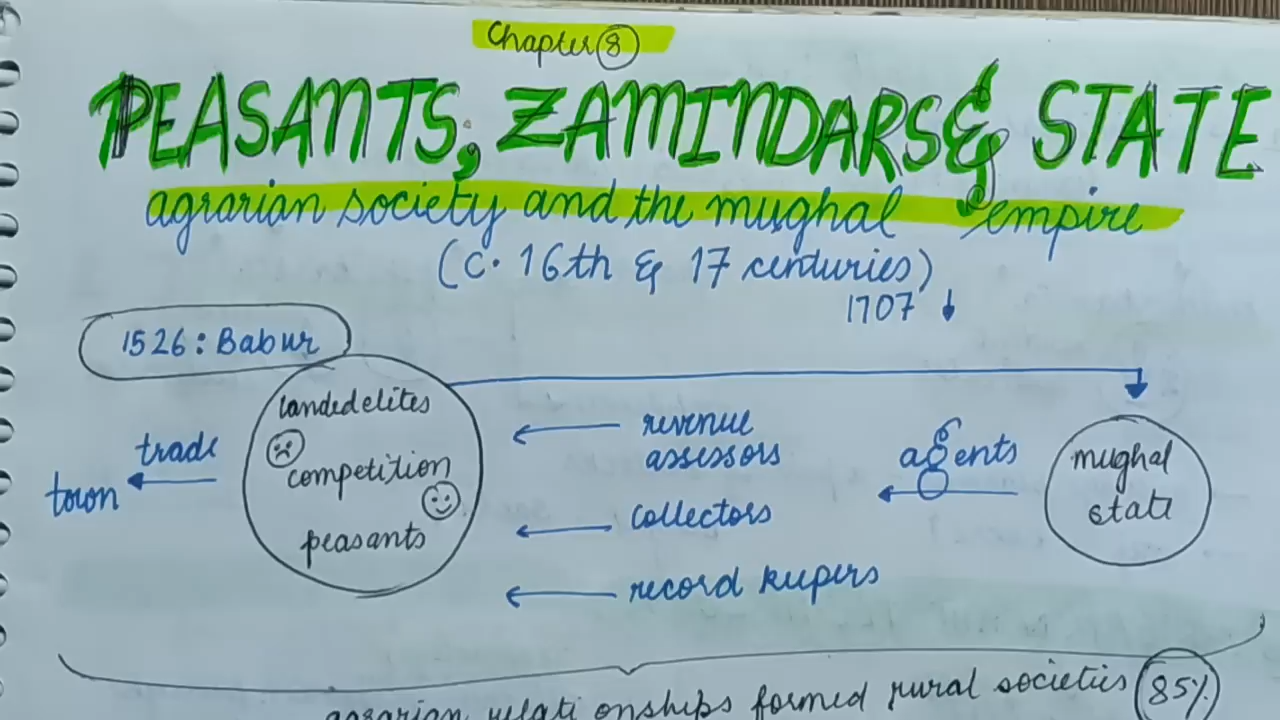 Chapter 8
PEASANTS, ZAMINDARS & STATE
agrarian society and the mughal empire
(c. 16th & 17 centuries)
1707 ↓
1526: Babur
landed elites
competition
peasants
trade
town
revenue
assessors
collectors
record keepers
agents
mughal
state
agrarian relationships formed rural societies 85%